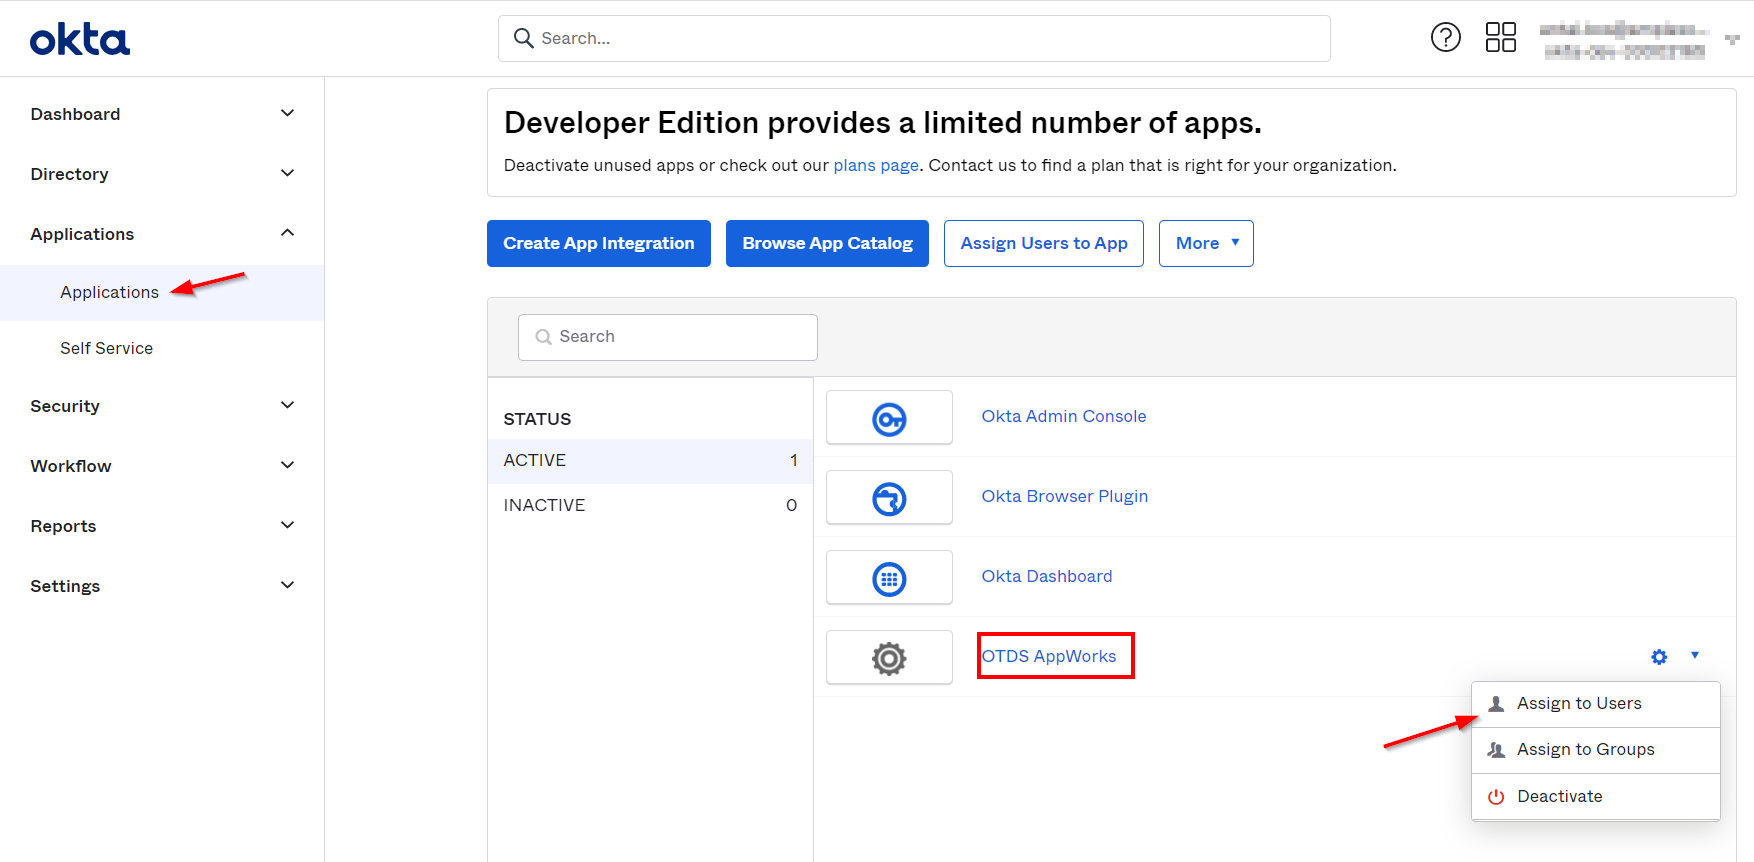 okta
Search...
Dashboard
Directory
Applications
Applications
Self Service
Security
Workflow
Reports
Settings
Developer Edition provides a limited number of apps.
Deactivate unused apps or check out our plans page. Contact us to find a plan that is right for your organization.
Create App Integration
Browse App Catalog
Assign Users to App
More
Search
STATUS
ACTIVE 1
INACTIVE 0
Okta Admin Console
Okta Browser Plugin
Okta Dashboard
OTDS AppWorks
Assign to Users
Assign to Groups
Deactivate